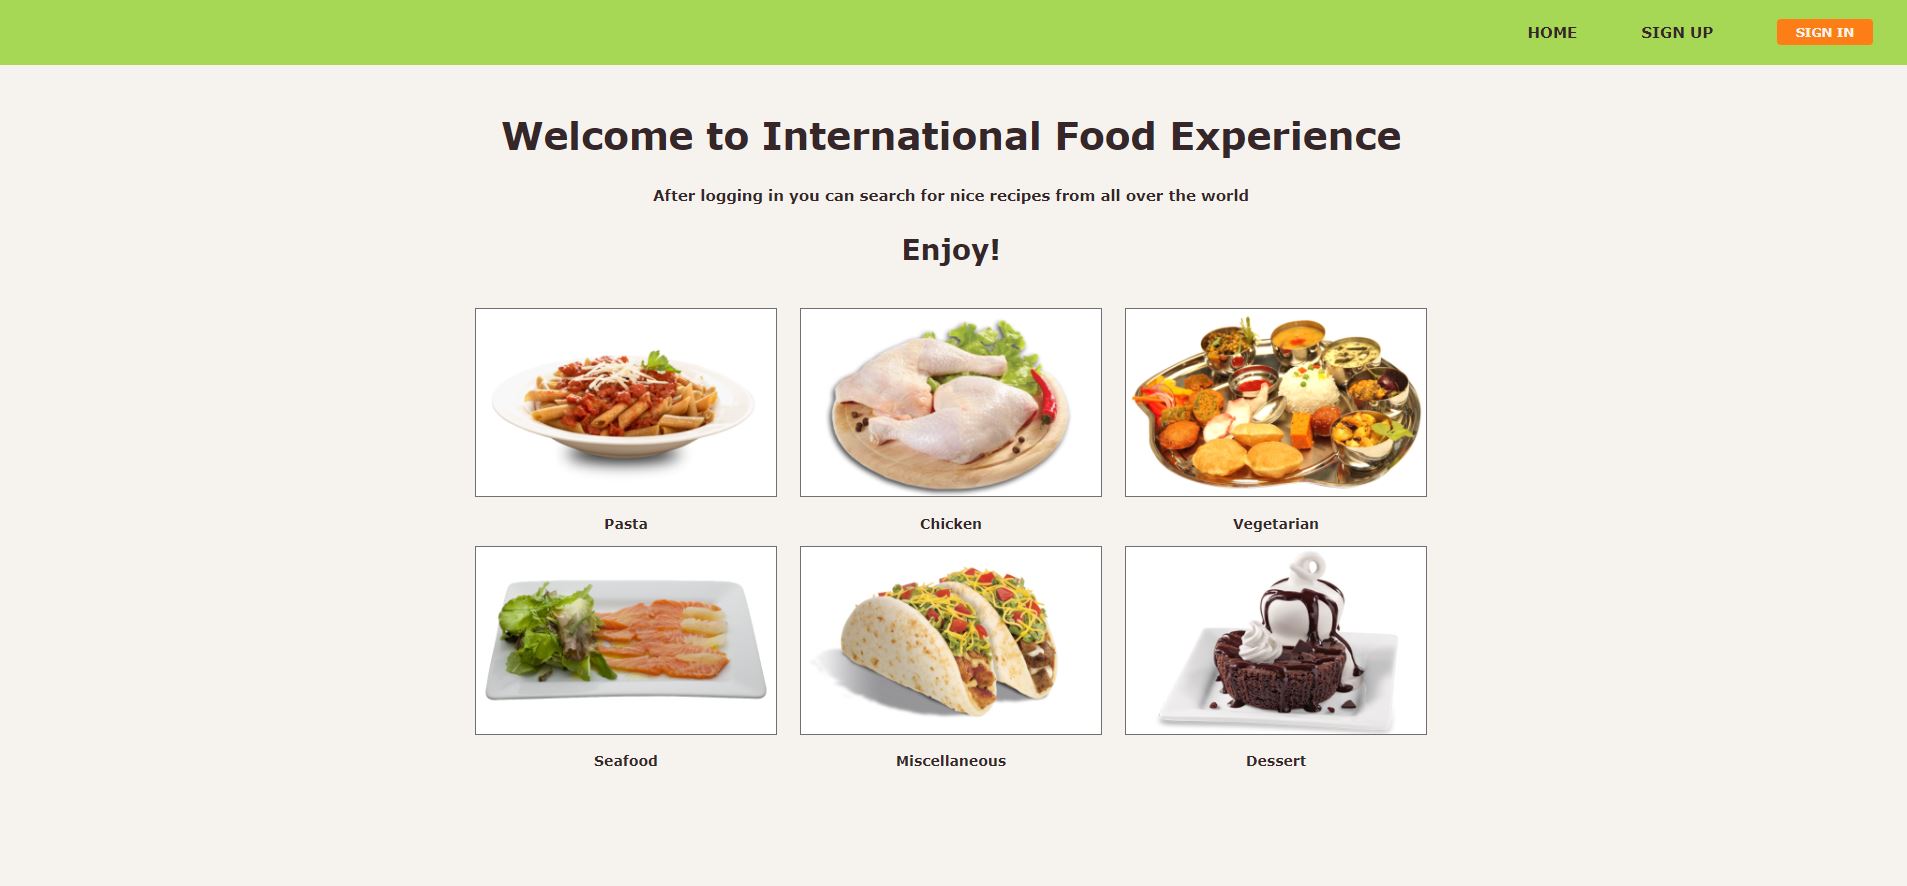 HOME SIGN UP SIGN IN
Welcome to International Food Experience
After logging in you can search for nice recipes from all over the world
Enjoy!
Pasta Chicken Vegetarian
Seafood Miscellaneous Dessert